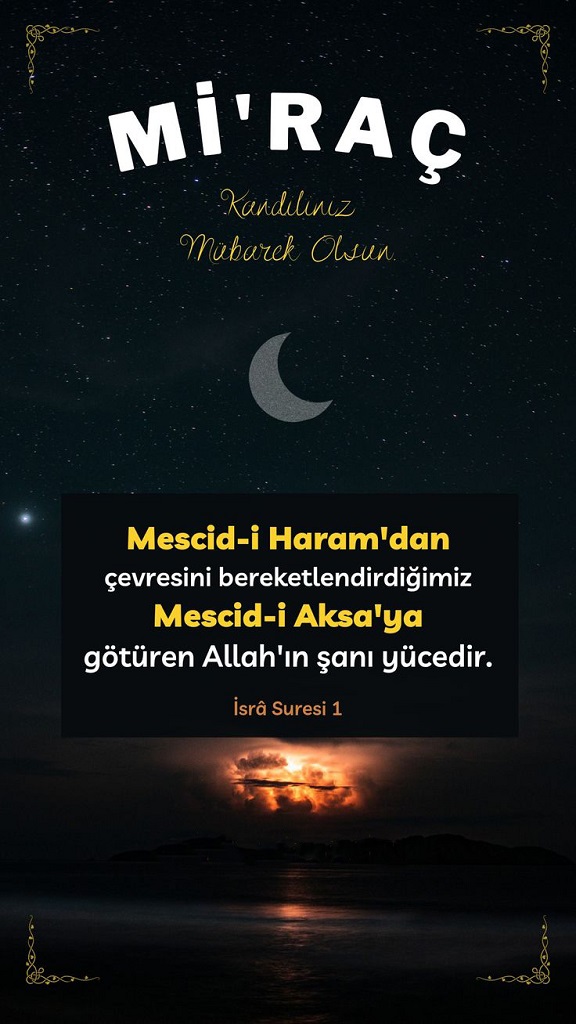 Mİ'RAÇ
Kandiliniz
Mübarek Olsun.
Mescid-i Haram'dan
çevresini bereketlendirdiğimiz
Mescid-i Aksa'ya
götüren Allah'ın şanı yücedir.
İsrâ Suresi 1